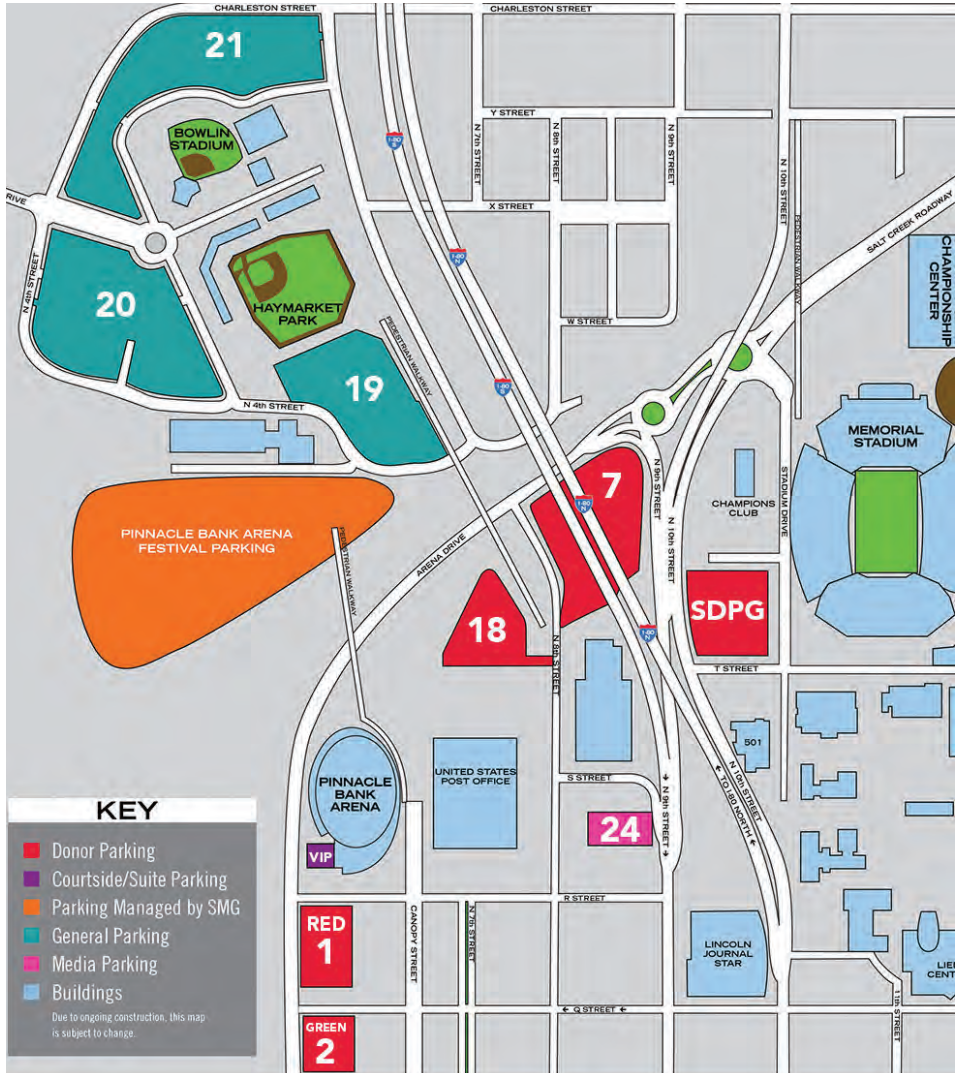 CHARLESTON STREET
CHARLESTON STREET
21
BOWLIN
STADIUM
I-80
S
Y STREET
N 7th STREET
N 8th STREET
N 9th STREET
N 10th STREET
PEDESTRIAN WALKWAY
X STREET
DRIVE
N 4th STREET
20
HAYMARKET
PARK
I-80
N
SALT CREEK ROADWAY
CHAMPIONSHIP
CENTER
PEDESTRIAN WALKWAY
W STREET
19
N 4th STREET
I-80
S
MEMORIAL
STADIUM
7
N 9th STREET
I-80
N
CHAMPIONS
CLUB
STADIUM DRIVE
N 10th STREET
PINNACLE BANK ARENA
FESTIVAL PARKING
PEDESTRIAN WALKWAY
ARENA DRIVE
18
SDPG
I-80
N
N 8th STREET
T STREET
PINNACLE
BANK
ARENA
UNITED STATES
POST OFFICE
501
S STREET
N 10th STREET
← TO I-80 NORTH ←
← N 9th STREET →
24
VIP
R STREET
RED
1
CANOPY STREET
N 7th STREET
LINCOLN
JOURNAL
STAR
← Q STREET ←
11th STREET
GREEN
2
KEY
Donor Parking
Courtside/Suite Parking
Parking Managed by SMG
General Parking
Media Parking
Buildings
Due to ongoing construction, this map
is subject to change.